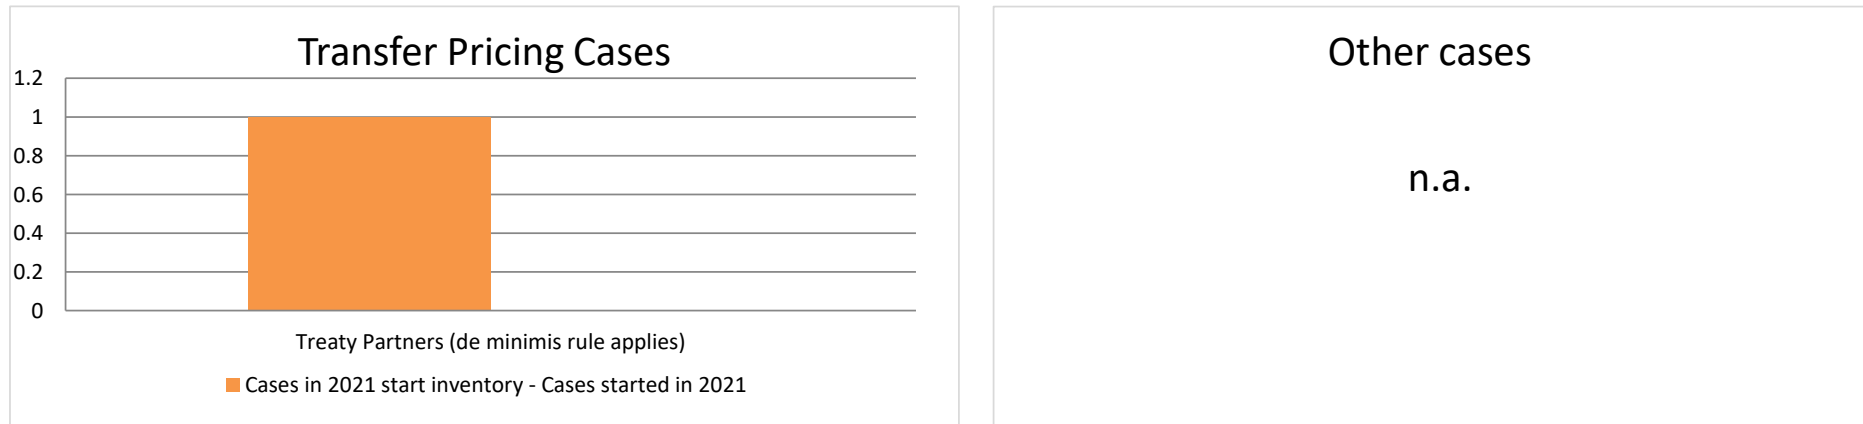 Transfer Pricing Cases
1.2
1
0.8
0.6
0.4
0.2
0
Treaty Partners (de minimis rule applies)
Cases in 2021 start inventory - Cases started in 2021
Other cases
n.a.